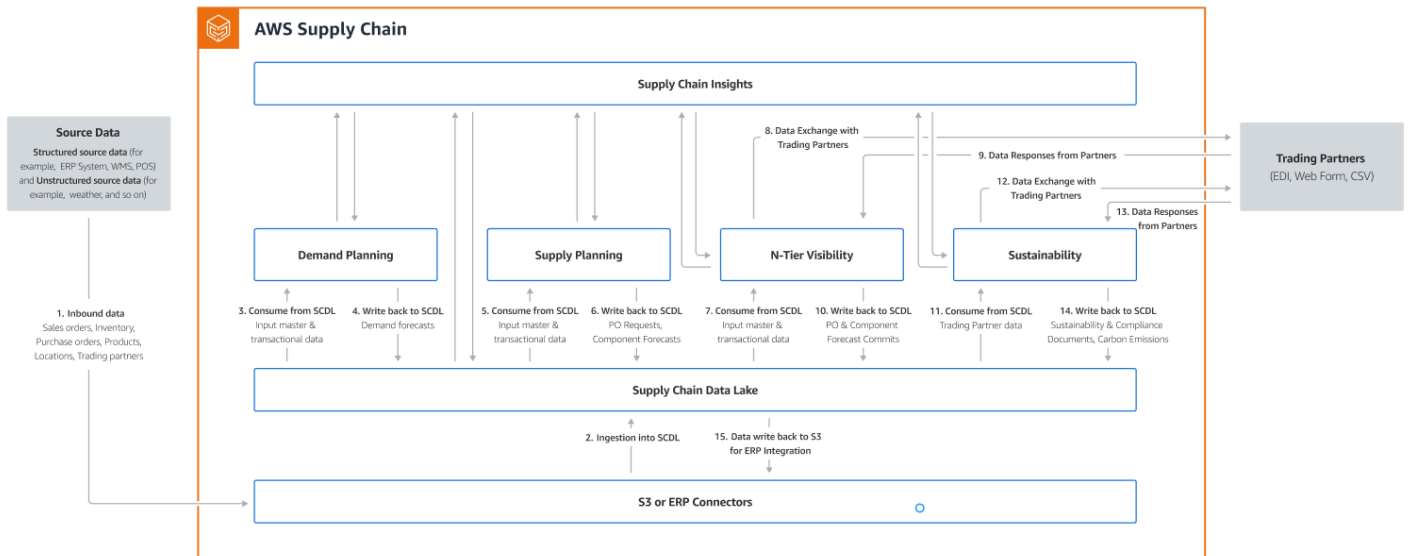 AWS Supply Chain
Supply Chain Insights
Source Data
Structured source data (for
example, ERP System, WMS, POS)
and Unstructured source data (for
example, weather, and so on)
8. Data Exchange with
Trading Partners
9. Data Responses from Partners
12. Data Exchange with
Trading Partners
13. Data Responses
from Partners
Trading Partners
(EDI, Web Form, CSV)
Demand Planning
Supply Planning
N-Tier Visibility
Sustainability
1. Inbound data
Sales orders, Inventory,
Purchase orders, Products,
Locations, Trading partners
3. Consume from SCDL
Input master &
transactional data
4. Write back to SCDL
Demand forecasts
5. Consume from SCDL
Input master &
transactional data
6. Write back to SCDL
PO Requests,
Component Forecasts
7. Consume from SCDL
Input master &
transactional data
10. Write back to SCDL
PO & Component
Forecast Commits
11. Consume from SCDL
Trading Partner data
14. Write back to SCDL
Sustainability & Compliance
Documents, Carbon Emissions
Supply Chain Data Lake
2. Ingestion into SCDL
15. Data write back to S3
for ERP Integration
S3 or ERP Connectors